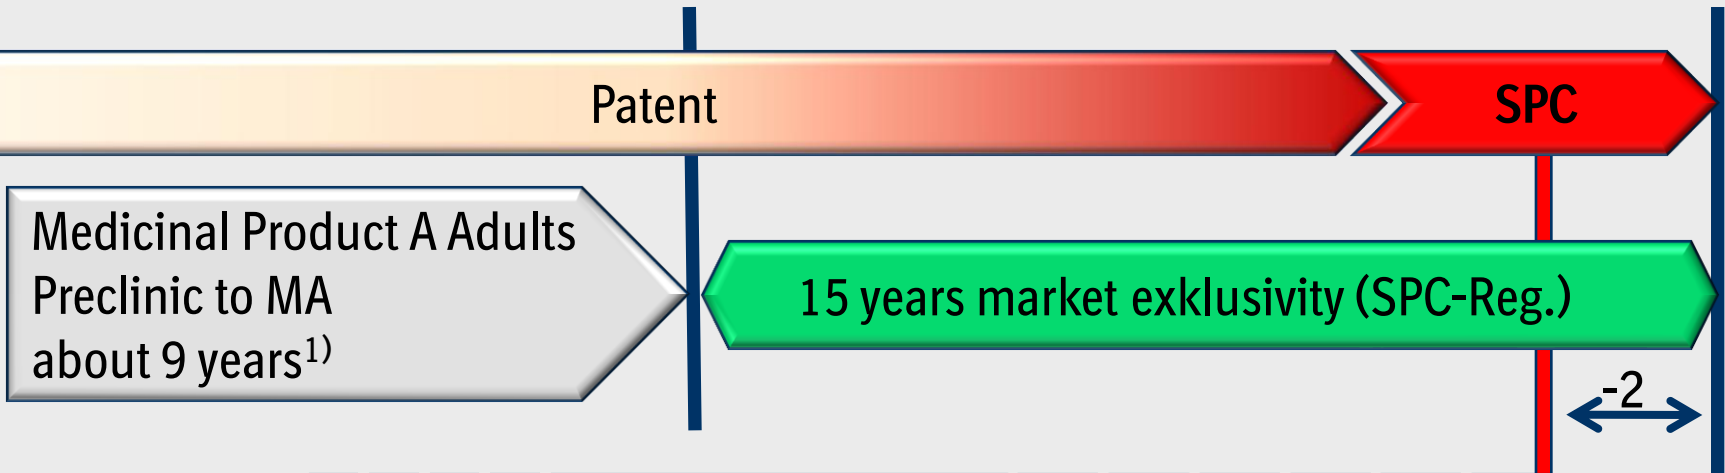 Patent
SPC
Medicinal Product A Adults
Preclinic to MA
about 9 years1)
15 years market exklusivity (SPC-Reg.)
-2